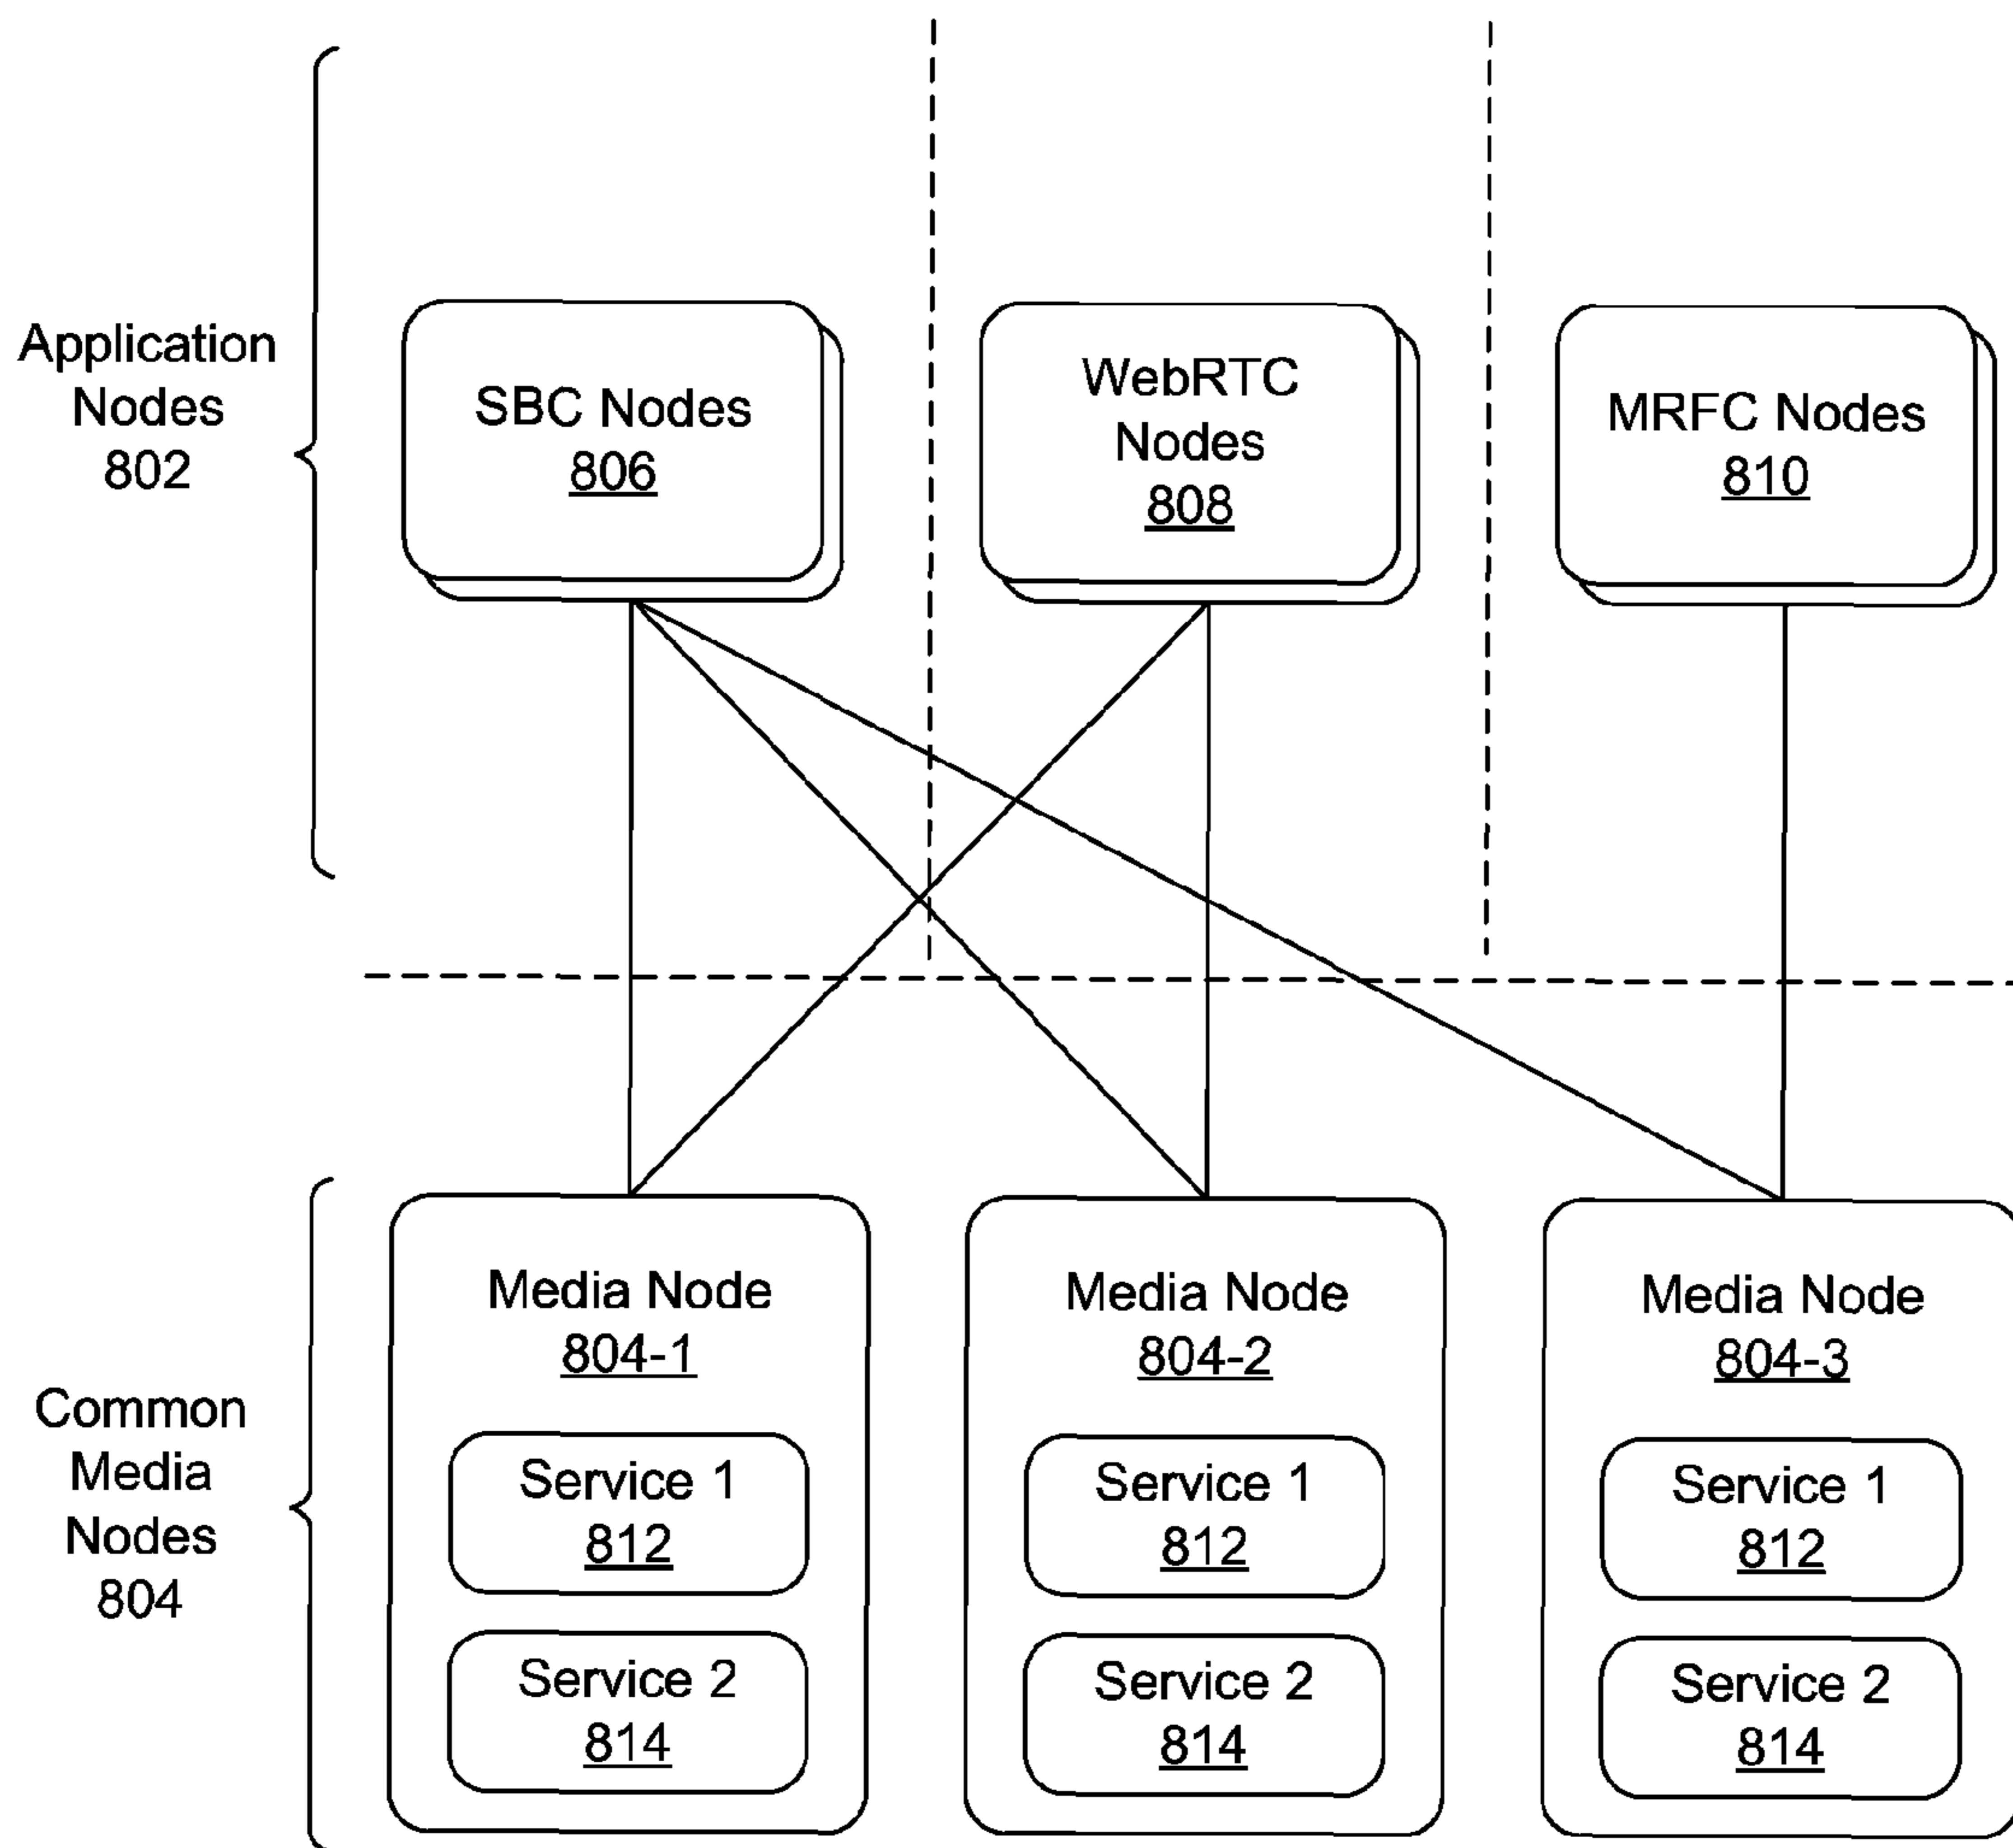 Application
Nodes
802
SBC Nodes
806
WebRTC
Nodes
808
MRFC Nodes
810
Common
Media
Nodes
804
Media Node
804-1
Service 1
812
Service 2
814
Media Node
804-2
Service 1
812
Service 2
814
Media Node
804-3
Service 1
812
Service 2
814